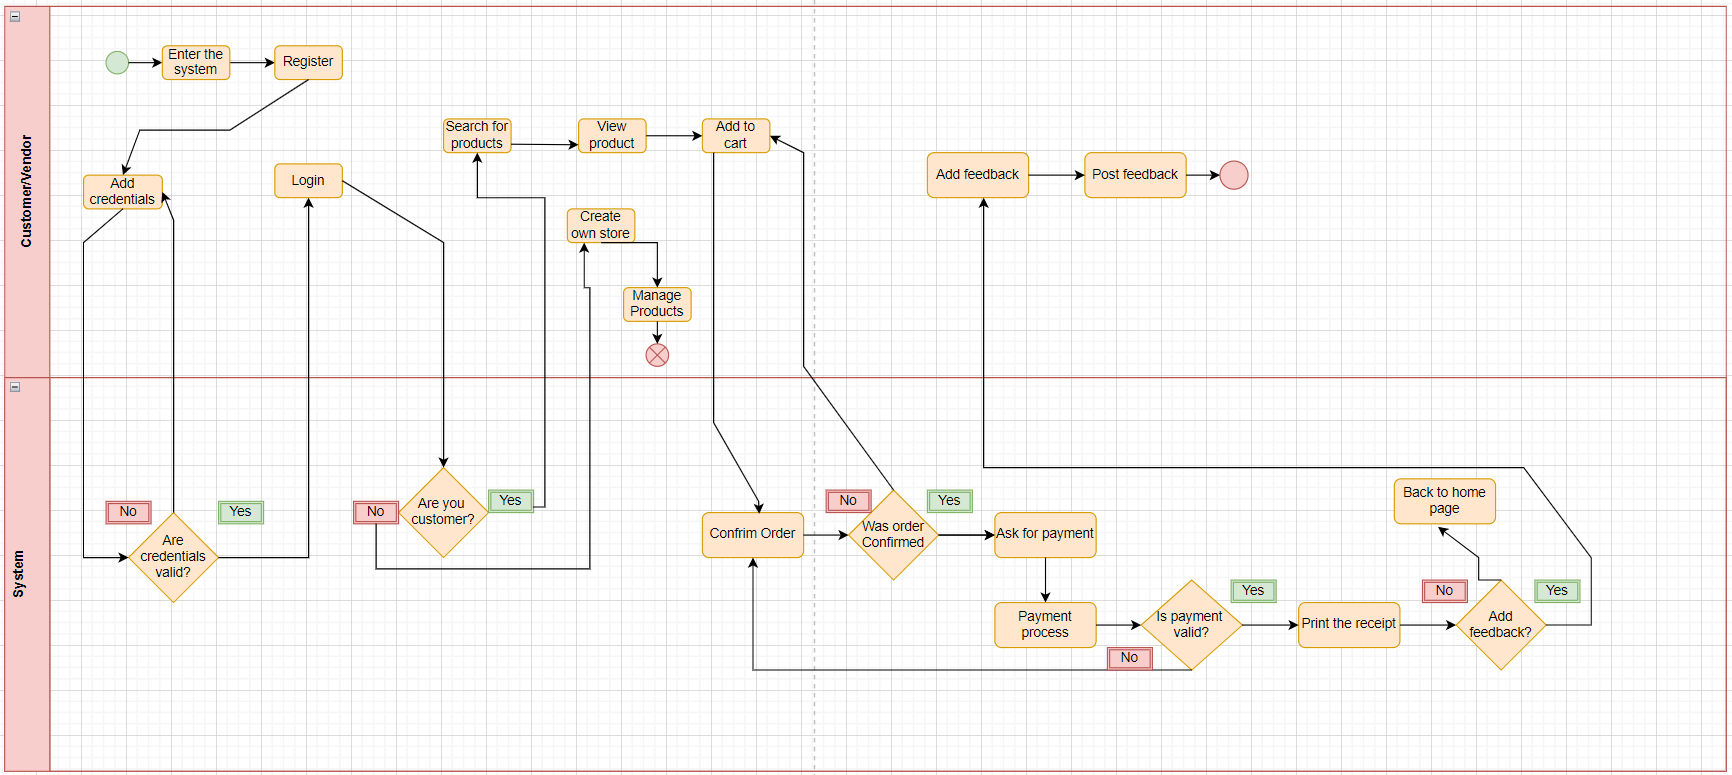 Customer/Vendor
Enter the
system
Register
Search for
products
View
product
Add to
cart
Add
credentials
Login
Create
own store
Manage
Products
Add feedback
Post feedback
System
No
Yes
Are
credentials
valid?
No
Are you
customer?
Yes
Confrim Order
No
Yes
Was order
Confirmed
Ask for payment
Payment
process
Is payment
valid?
Yes
No
Print the receipt
Back to home
page
No
Yes
Add
feedback?